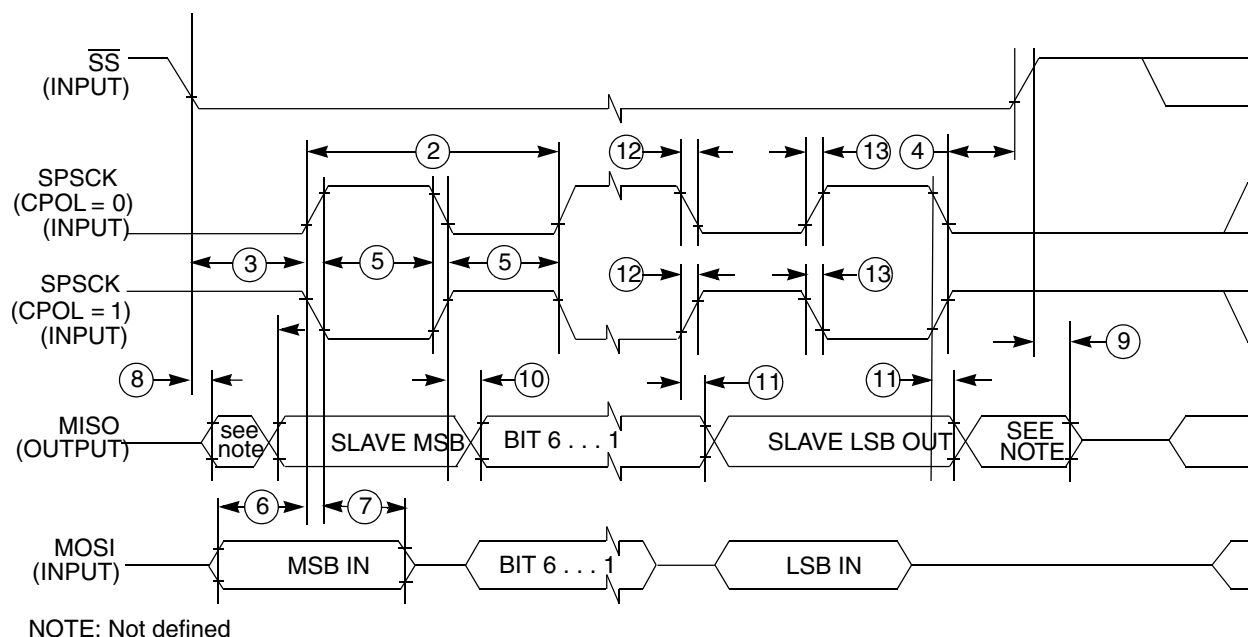 SS
(INPUT)
2
12
13
4
SPSCK
(CPOL = 0)
(INPUT)
3
5
5
12
13
SPSCK
(CPOL = 1)
(INPUT)
9
8
10
11
11
MISO
(OUTPUT)
see
note
SLAVE MSB
BIT 6 . . . 1
SLAVE LSB OUT
SEE
NOTE
6
7
MOSI
(INPUT)
MSB IN
BIT 6 . . . 1
LSB IN
NOTE: Not defined